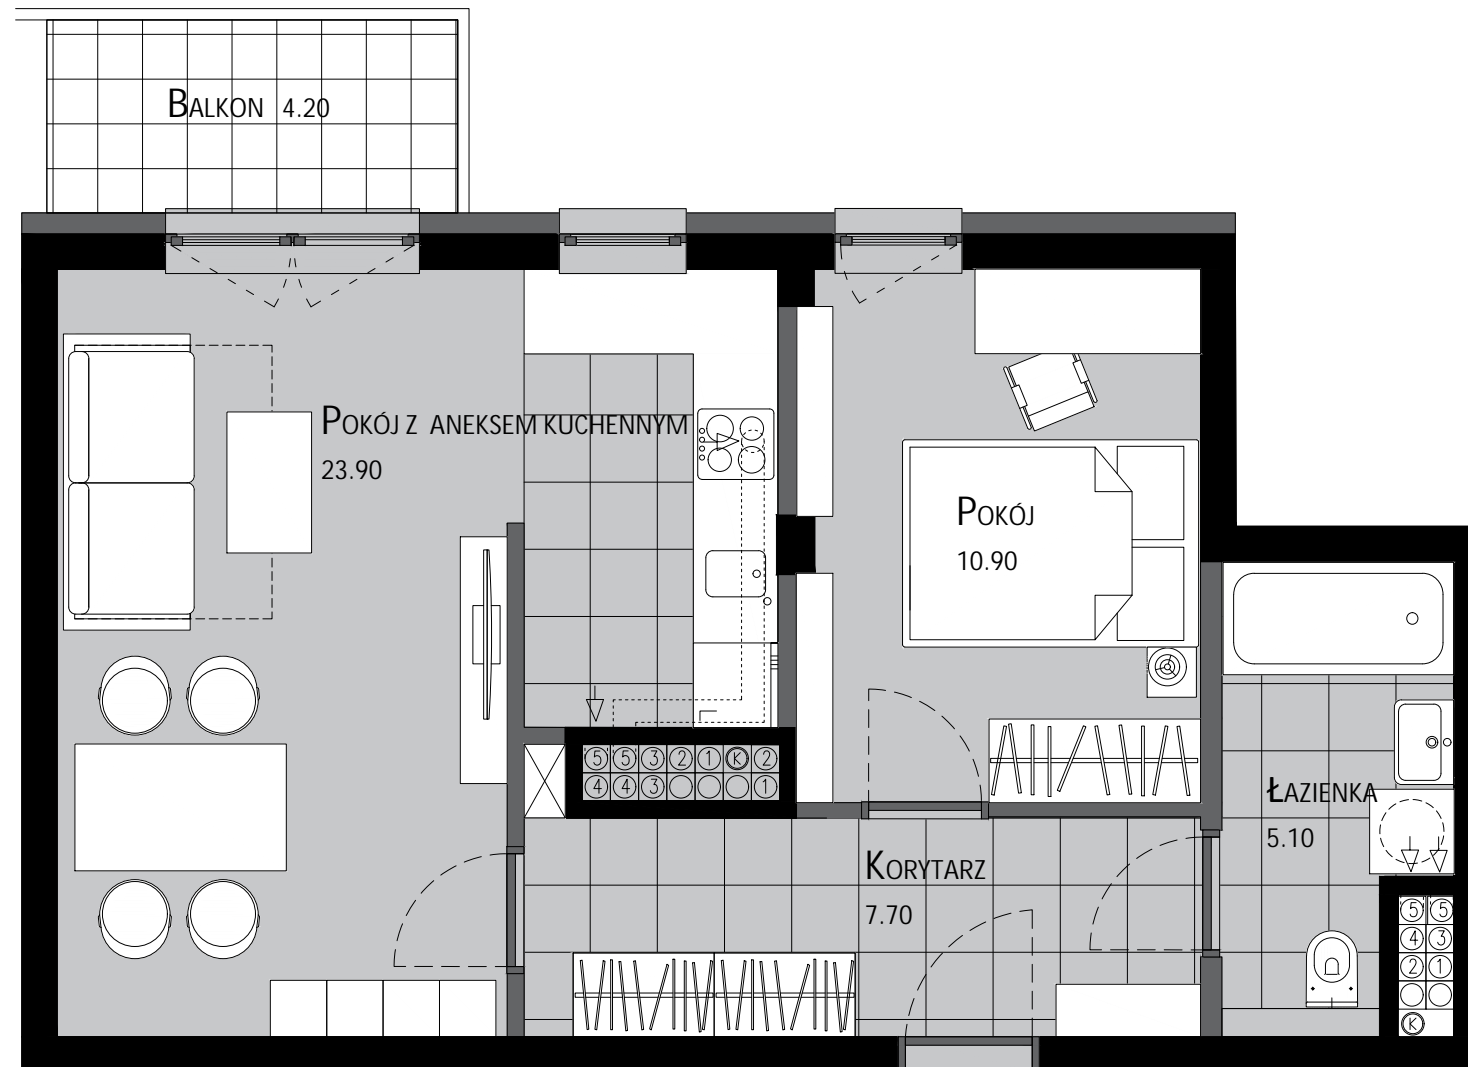 BALKON 4.20
POKÓJ Z ANEKSEM KUCHENNYM
23.90
POKÓJ
10.90
5 5 3 2 1 K 2
4 4 3 1
ŁAZIENKA
5.10
KORYTARZ
7.70
5 5
4 3
2 1
K